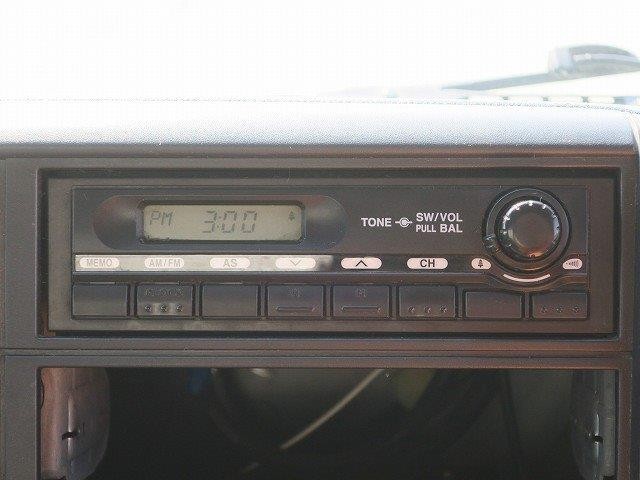 PM 3:00
TONE SW/VOL
PULL BAL
MEMO AM/FM AS CH